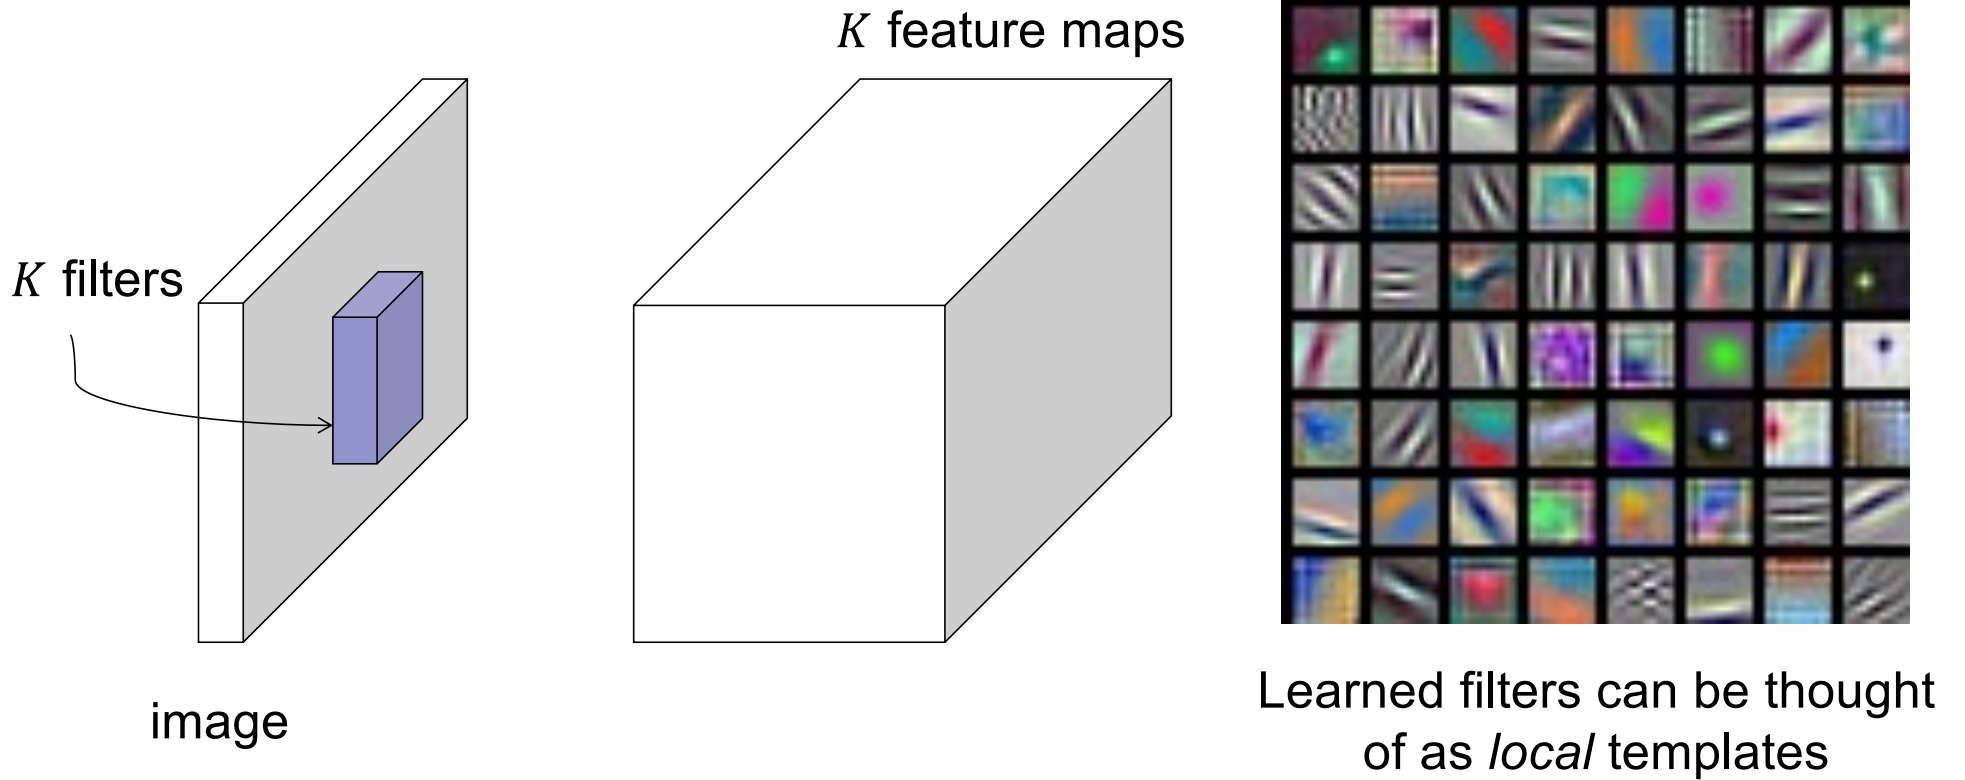 K feature maps
K filters
image
Learned filters can be thought
of as local templates